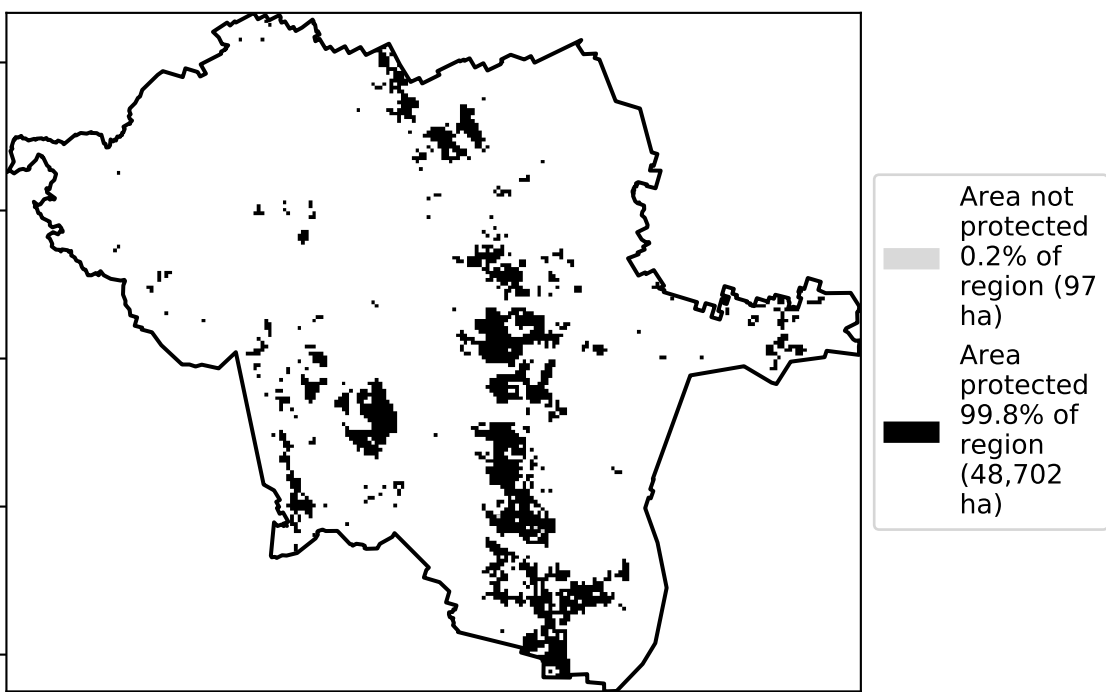 Area not
protected
0.2% of
region (97
ha)
Area
protected
99.8% of
region
(48,702
ha)